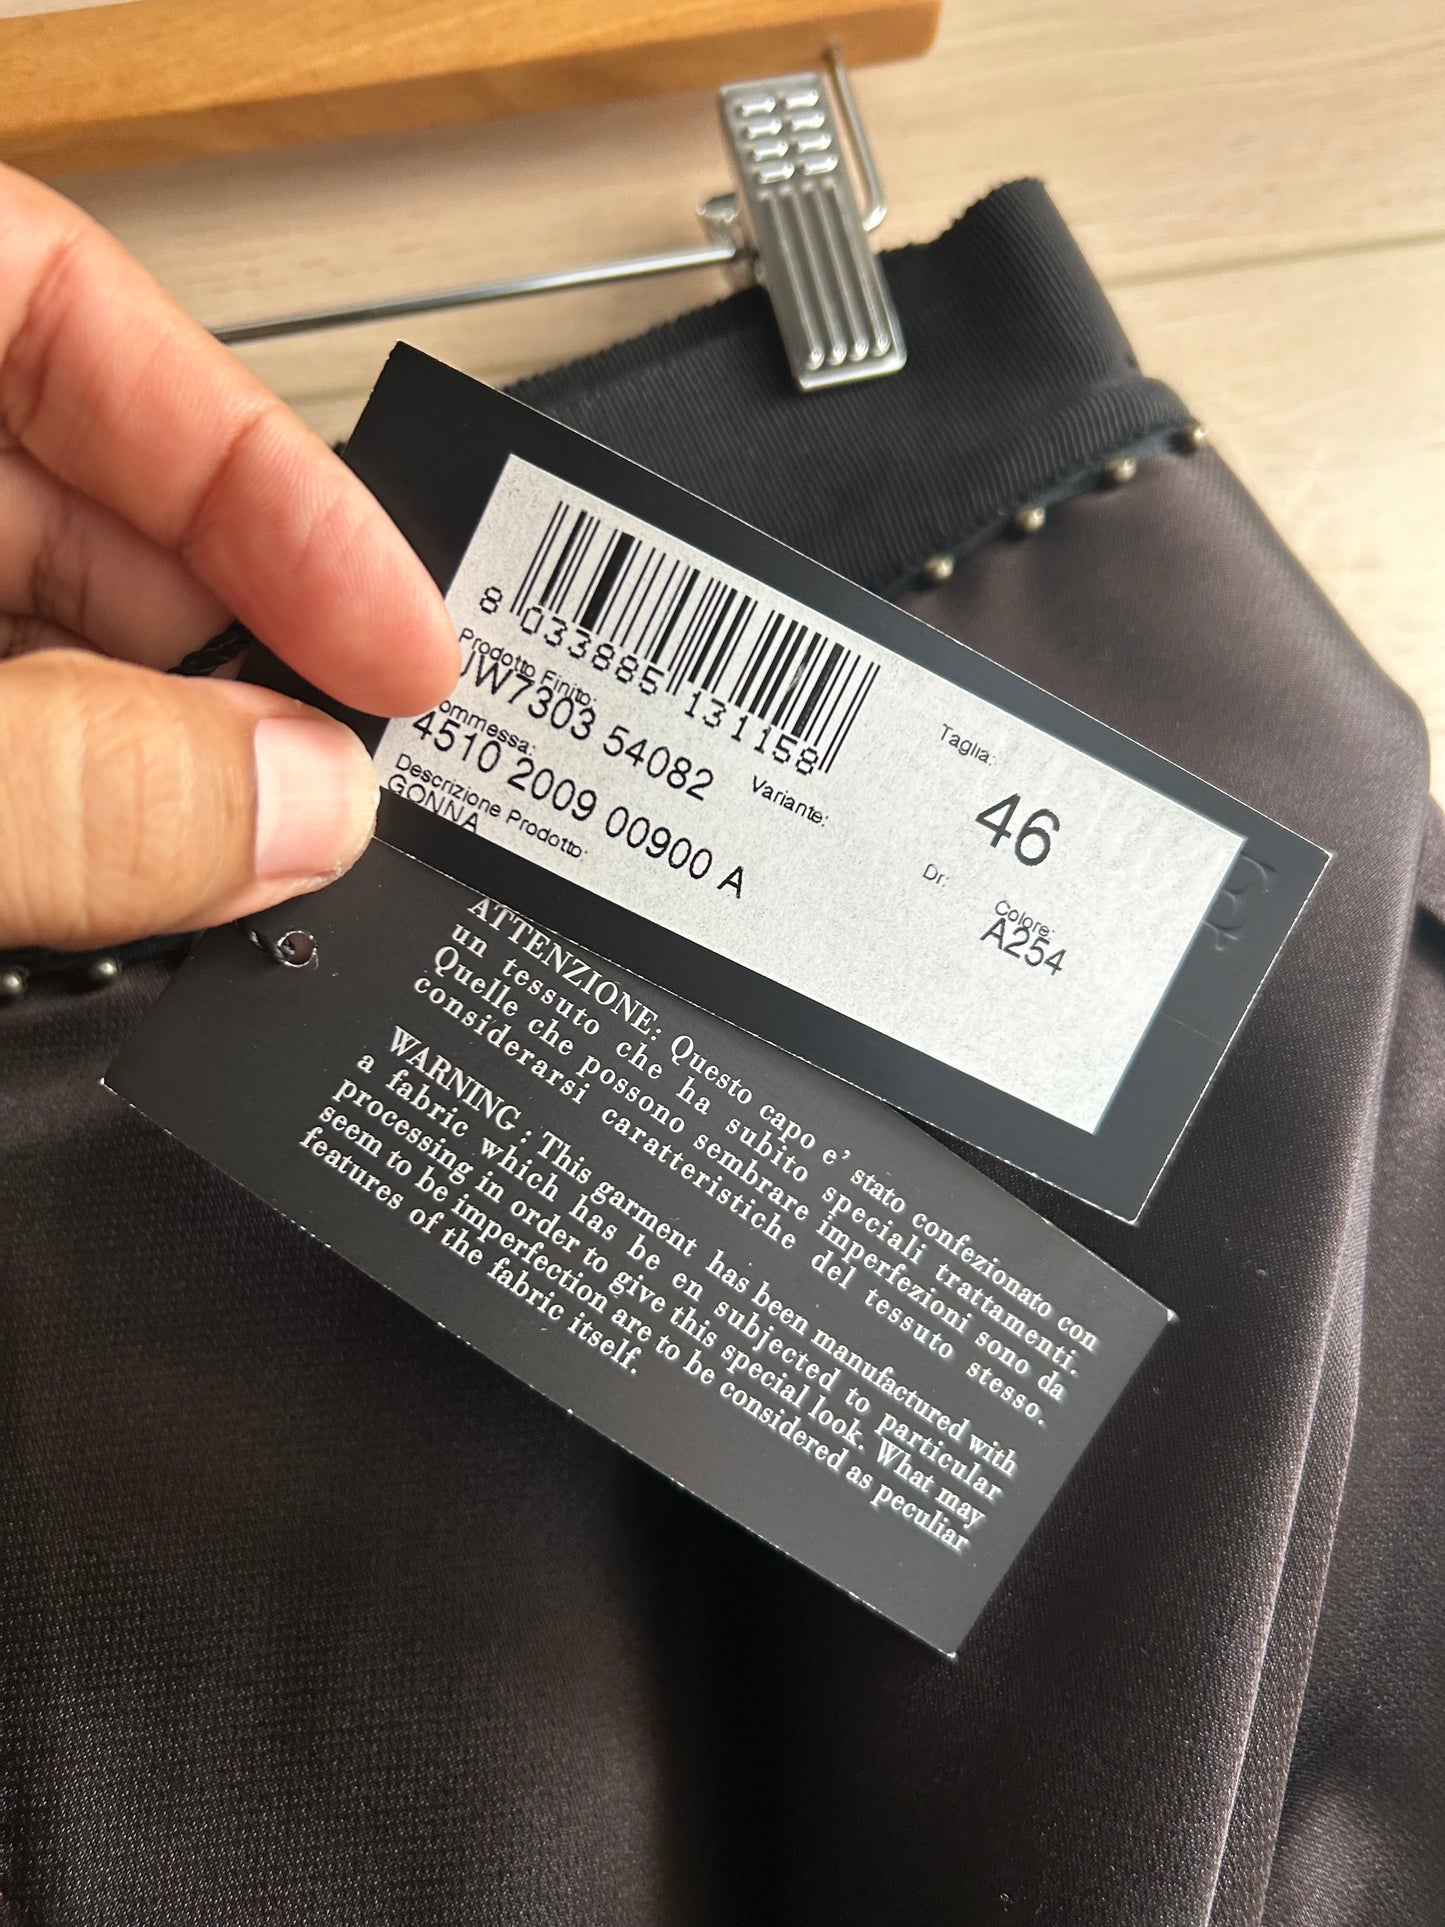 8 033885 131158
Prodotto Finito:
UW7303 54082
Variante:
Taglia:
46
ommessa:
4510 2009 00900 A
Dr:
Colore:
A254
Descrizione Prodotto:
GONNA
ATTENZIONE: Questo capo e' stato confezionato con
un tessuto che ha subito speciali trattamenti.
Quelle che possono sembrare imperfezioni sono da
considerarsi caratteristiche del tessuto stesso.
WARNING : This garment has been manufactured with
a fabric which has be en subjected to particular
processing in order to give this special look. What may
seem to be imperfection are to be considered as peculiar
features of the fabric itself.